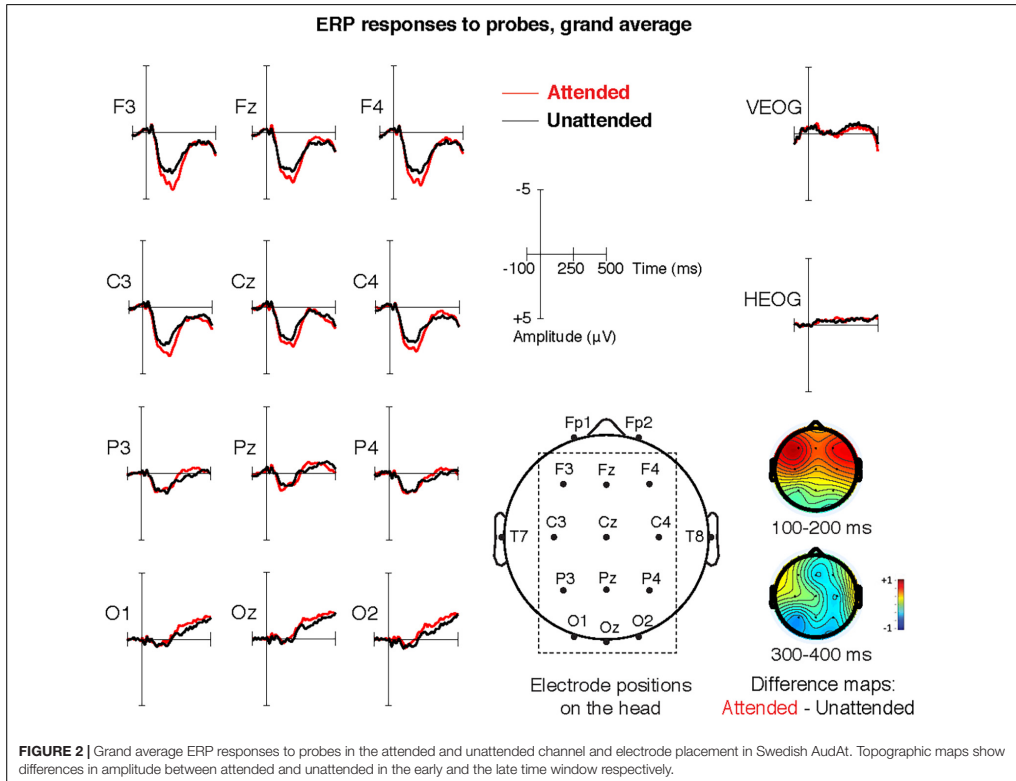 ERP responses to probes, grand average
F3
Fz
F4
Attended
Unattended
VEOG
-5
-100 250 500 Time (ms)
+5
Amplitude (μV)
C3
Cz
C4
HEOG
P3
Pz
P4
Fp1 Fp2
F3 Fz F4
C3 Cz C4
T7 T8
P3 Pz P4
O1 Oz O2
100-200 ms
+1
-1
300-400 ms
O1
Oz
O2
Electrode positions
on the head
Difference maps:
Attended - Unattended
FIGURE 2 | Grand average ERP responses to probes in the attended and unattended channel and electrode placement in Swedish AudAt. Topographic maps show
differences in amplitude between attended and unattended in the early and the late time window respectively.